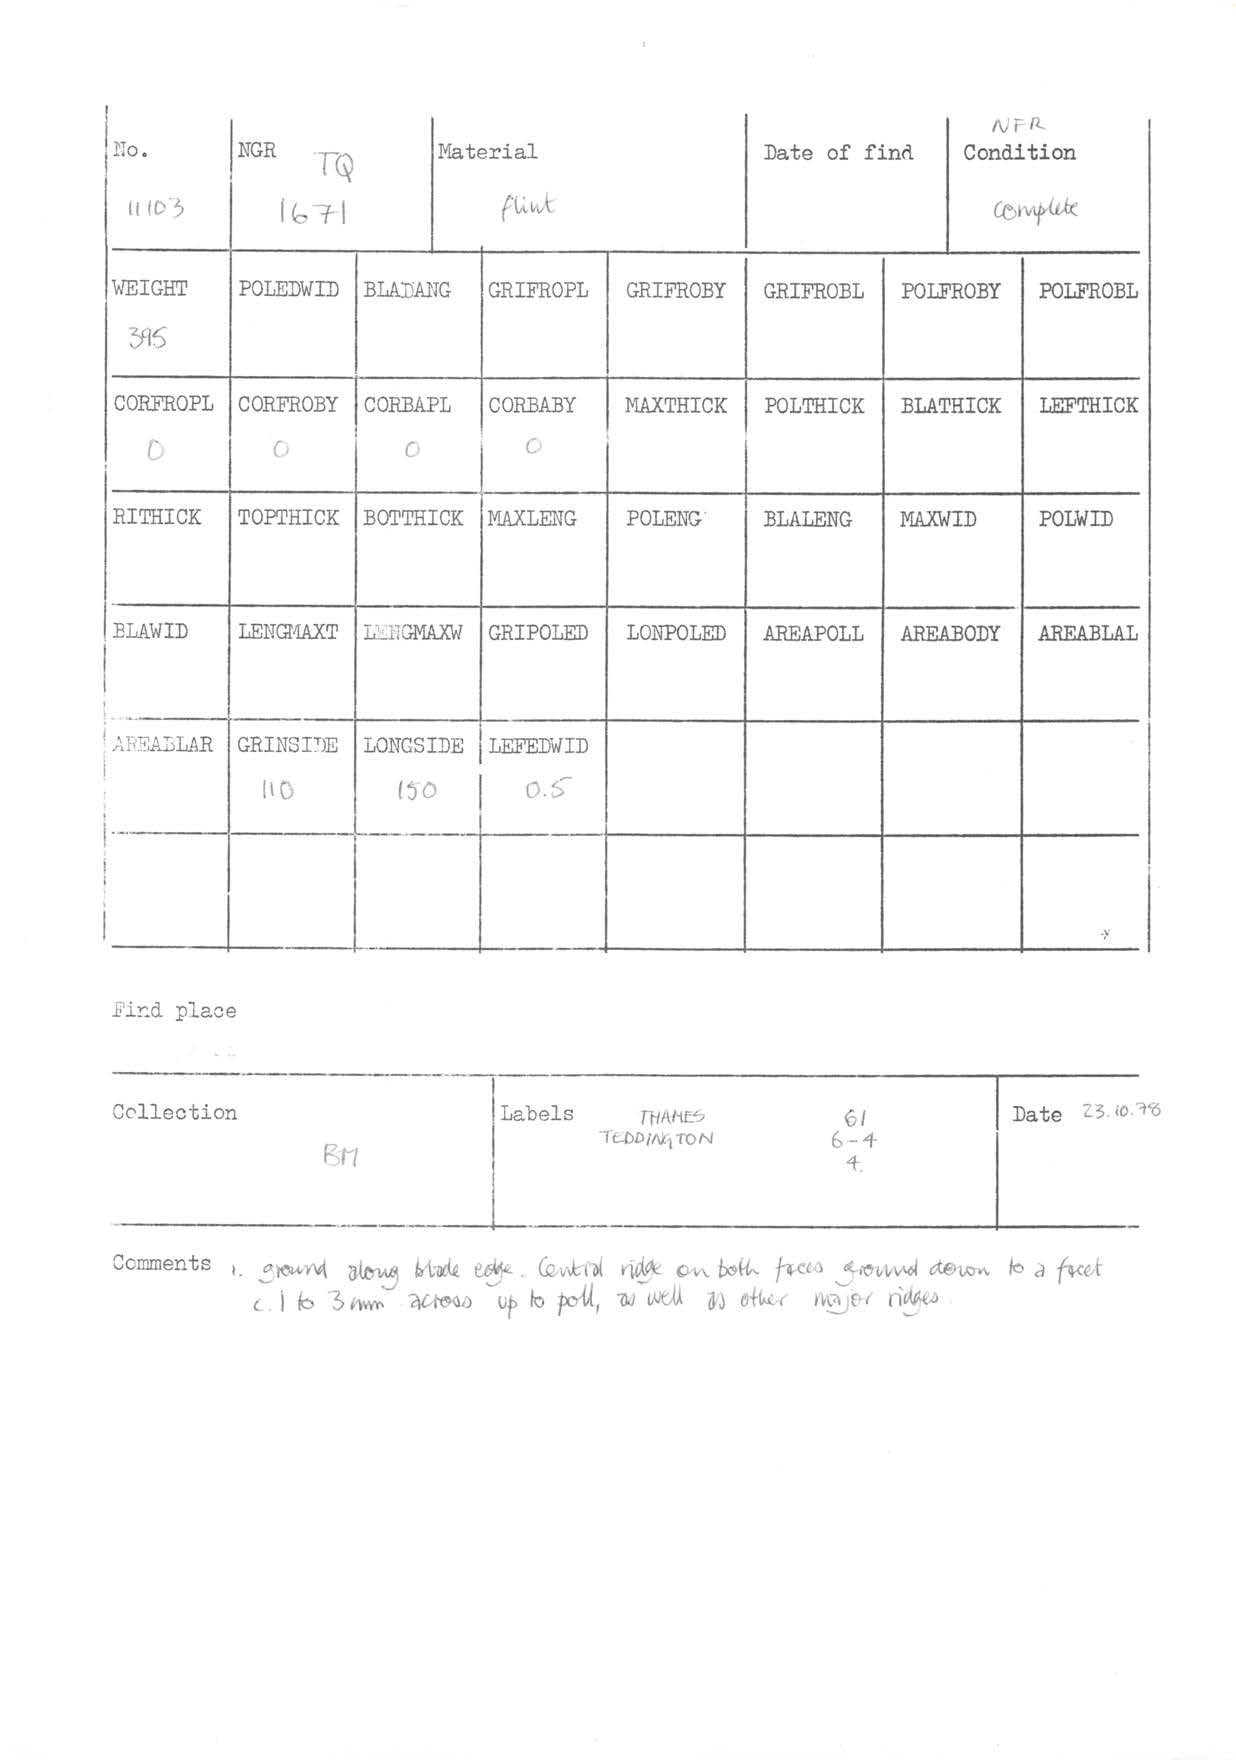 NFR
No. NGR TQ Material Date of find Condition
11103 1671 flint complete
WEIGHT POLEDWID BLADANG GRIFROPL GRIFROBY GRIFROBL POLFROBY POLFROBL
395
CORFROPL CORFROBY CORBAPL CORBABY MAXTHICK POLTHICK BLATHICK LEFTHICK
0 0 0 0
RITHICK TOPTHICK BOTTHICK MAXLENG POLENG BLALENG MAXWID POLWID
BLAWID LENGMAXT LENGMAXW GRIPOLED LONPOLED AREAPOLL AREABODY AREABLAL
AREABLAR GRINSIDE LONGSIDE LEFEDWID
110 150 0.5
Find place
Collection Labels THAMES 61 Date 23.10.78
TEDDINGTON 6-4
BM 4.
Comments 1. ground along blade edge. Central ridge on both faces ground down to a facet
c. 1 to 3mm across up to poll, as well as other major ridges.